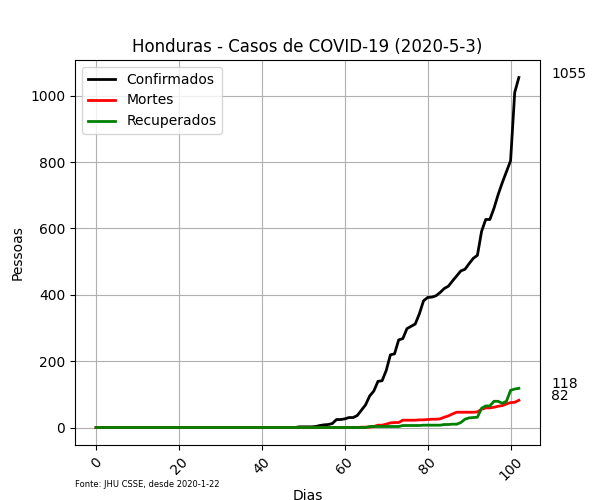 Honduras - Casos de COVID-19 (2020-5-3)
Confirmados
Mortes
Recuperados
1055
118
82
Pessoas
1000
800
600
400
200
0
0 20 40 60 80 100
Fonte: JHU CSSE, desde 2020-1-22
Dias